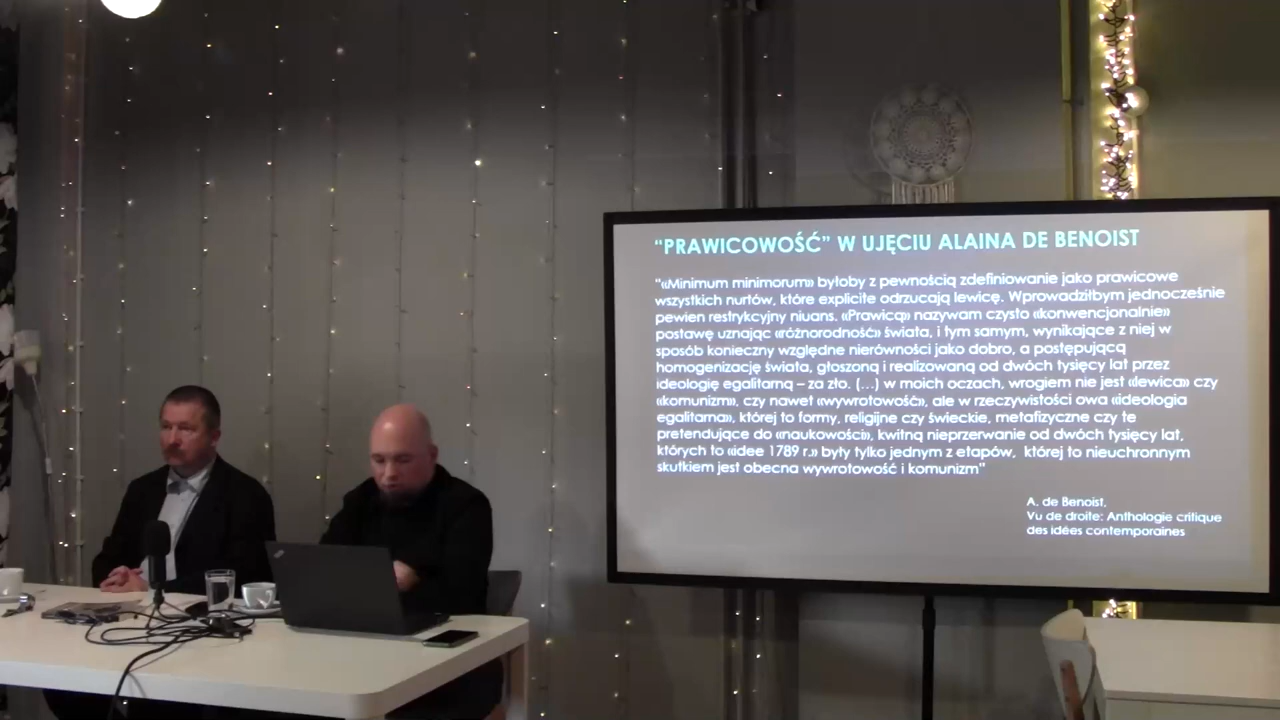 “PRAWICOWOŚĆ” W UJĘCIU ALAINA DE BENOIST
"«Minimum minimorum» byłoby z pewnością zdefiniowanie jako prawicowe
wszystkich nurtów, które explicite odrzucają lewicę. Wprowadziłbym jednocześnie
pewien restrykcyjny niuans. «Prawicą» nazywam czysto «konwencjonalnie»
postawę uznając «różnorodność» świata, i tym samym, wynikające z niej w
sposób konieczny względne nierówności jako dobro, a postępującą
homogenizację świata, głoszoną i realizowaną od dwóch tysięcy lat przez
ideologię egalitarną – za zło. (...) w moich oczach, wrogiem nie jest «lewica» czy
«komunizm», czy nawet «wywrotowość», ale w rzeczywistości owa «ideologia
egalitarna», której to formy, religijne czy świeckie, metafizyczne czy te
pretendujące do «naukowości», kwitną nieprzerwanie od dwóch tysięcy lat,
których to «idee 1789 r.» były tylko jednym z etapów, której to nieuchronnym
skutkiem jest obecna wywrotowość i komunizm"
A. de Benoist,
Vu de droite: Anthologie critique
des idées contemporaines